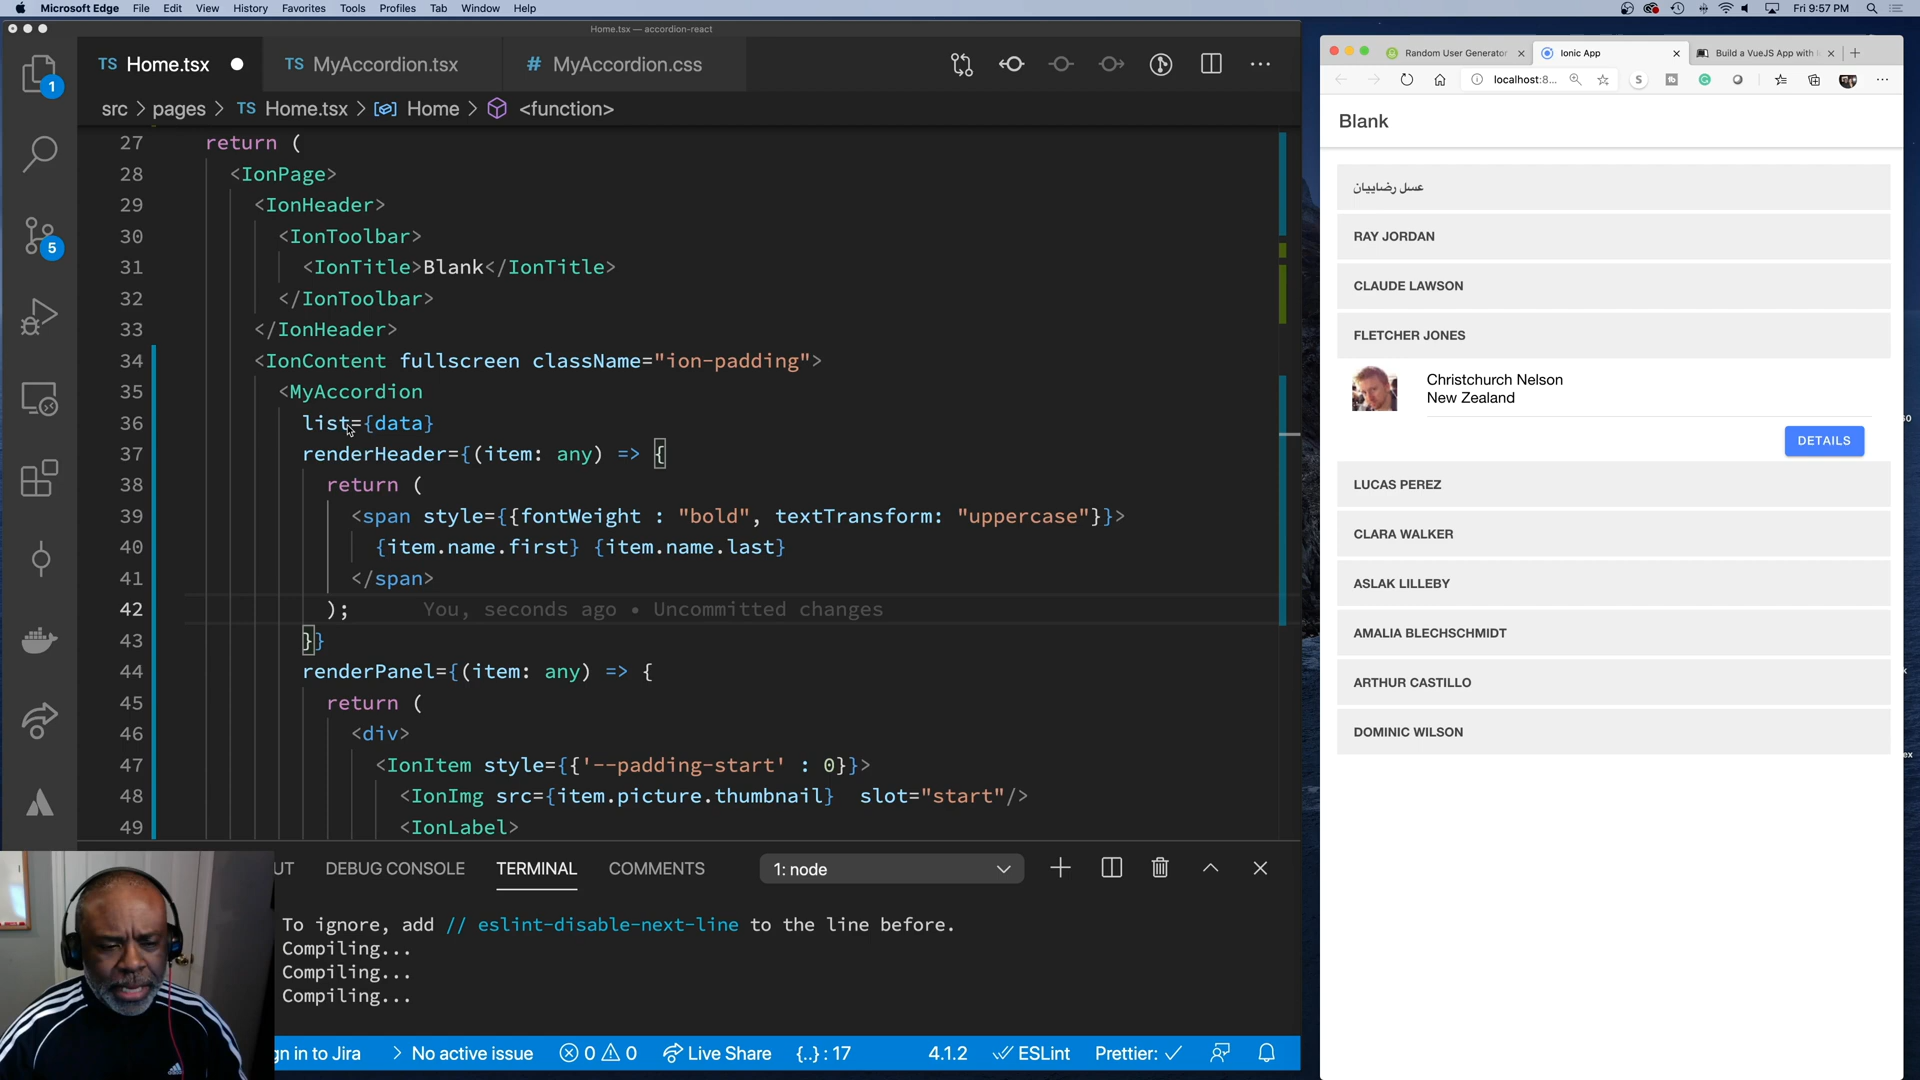 Microsoft Edge File Edit View History Favorites Tools Profiles Tab Window Help
Fri 9:57 PM
Home.tsx — accordion-react
TS Home.tsx
TS MyAccordion.tsx
# MyAccordion.css
src > pages > TS Home.tsx > Home > <function>
1
5
27 return (
28 <IonPage>
29 <IonHeader>
30 <IonToolbar>
31 <IonTitle>Blank</IonTitle>
32 </IonToolbar>
33 </IonHeader>
34 <IonContent fullscreen className="ion-padding">
35 <MyAccordion
36 list={data}
37 renderHeader={(item: any) => {
38 return (
39 <span style={{fontWeight : "bold", textTransform: "uppercase"}}>
40 {item.name.first} {item.name.last}
41 </span>
42 ); You, seconds ago • Uncommitted changes
43 }}
44 renderPanel={(item: any) => {
45 return (
46 <div>
47 <IonItem style={{'--padding-start' : 0}}>
48 <IonImg src={item.picture.thumbnail} slot="start"/>
49 <IonLabel>
UT DEBUG CONSOLE TERMINAL COMMENTS 1: node
To ignore, add // eslint-disable-next-line to the line before.
Compiling...
Compiling...
Compiling...
gn in to Jira No active issue 0 0 Live Share {..} : 17 4.1.2 ESLint Prettier: ✓
Random User Generator
Ionic App
Build a VueJS App with
localhost:8...
Blank
عسل رضاییان
RAY JORDAN
CLAUDE LAWSON
FLETCHER JONES
Christchurch Nelson
New Zealand
DETAILS
LUCAS PEREZ
CLARA WALKER
ASLAK LILLEBY
AMALIA BLECHSCHMIDT
ARTHUR CASTILLO
DOMINIC WILSON